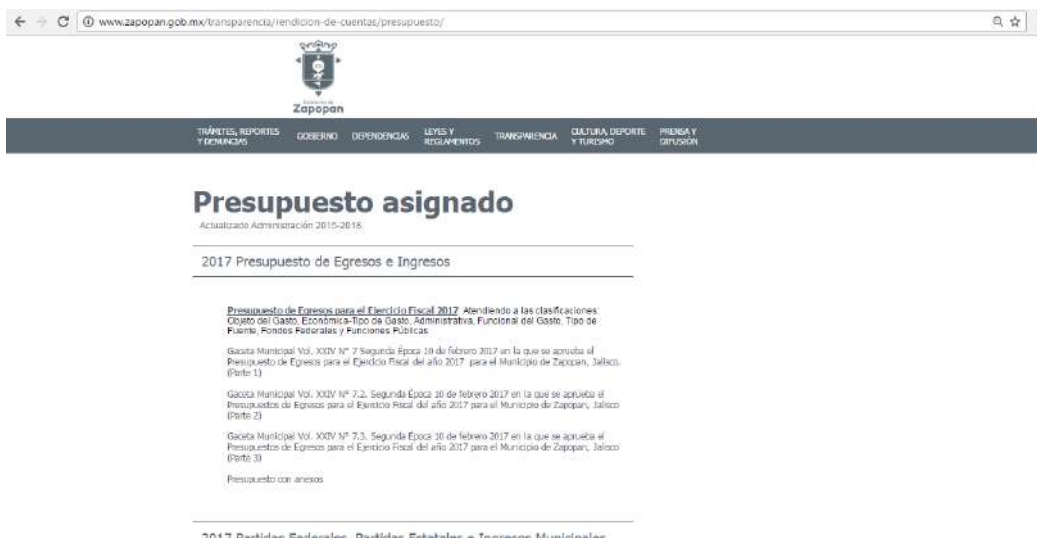 www.zapopan.gob.mx/transparencia/rendicion-de-cuentas/presupuesto/
Zapopan
TRÁMITES, REPORTES Y DENUNCIAS
GOBIERNO
DEPENDENCIAS
LEYES Y REGLAMENTOS
TRANSPARENCIA
CULTURA, DEPORTE Y TURISMO
PRENSA Y DIFUSIÓN
Presupuesto asignado
Actualizado Administración 2015-2018.
2017 Presupuesto de Egresos e Ingresos
Presupuesto de Egresos para el Ejercicio Fiscal 2017. Atendiendo a las clasificaciones:
Objeto del Gasto, Económica-Tipo de Gasto, Administrativa, Funcional del Gasto, Tipo de
Fuente, Fondos Federales y Funciones Públicas
Gaceta Municipal Vol. XXIV N° 7 Segunda Época 10 de febrero 2017 en la que se aprueba el
Presupuesto de Egresos para el Ejercicio Fiscal del año 2017 para el Municipio de Zapopan, Jalisco.
(Parte 1)
Gaceta Municipal Vol. XXIV N° 7.2. Segunda Época 10 de febrero 2017 en la que se aprueba el
Presupuestos de Egresos para el Ejercicio Fiscal del año 2017 para el Municipio de Zapopan, Jalisco
(Parte 2)
Gaceta Municipal Vol. XXIV N° 7.3. Segunda Época 10 de febrero 2017 en la que se aprueba el
Presupuestos de Egresos para el Ejercicio Fiscal del año 2017 para el Municipio de Zapopan, Jalisco
(Parte 3)
Presupuesto con anexos
2017 Partidas Federales, Partidas Estatales e Ingresos Municipales